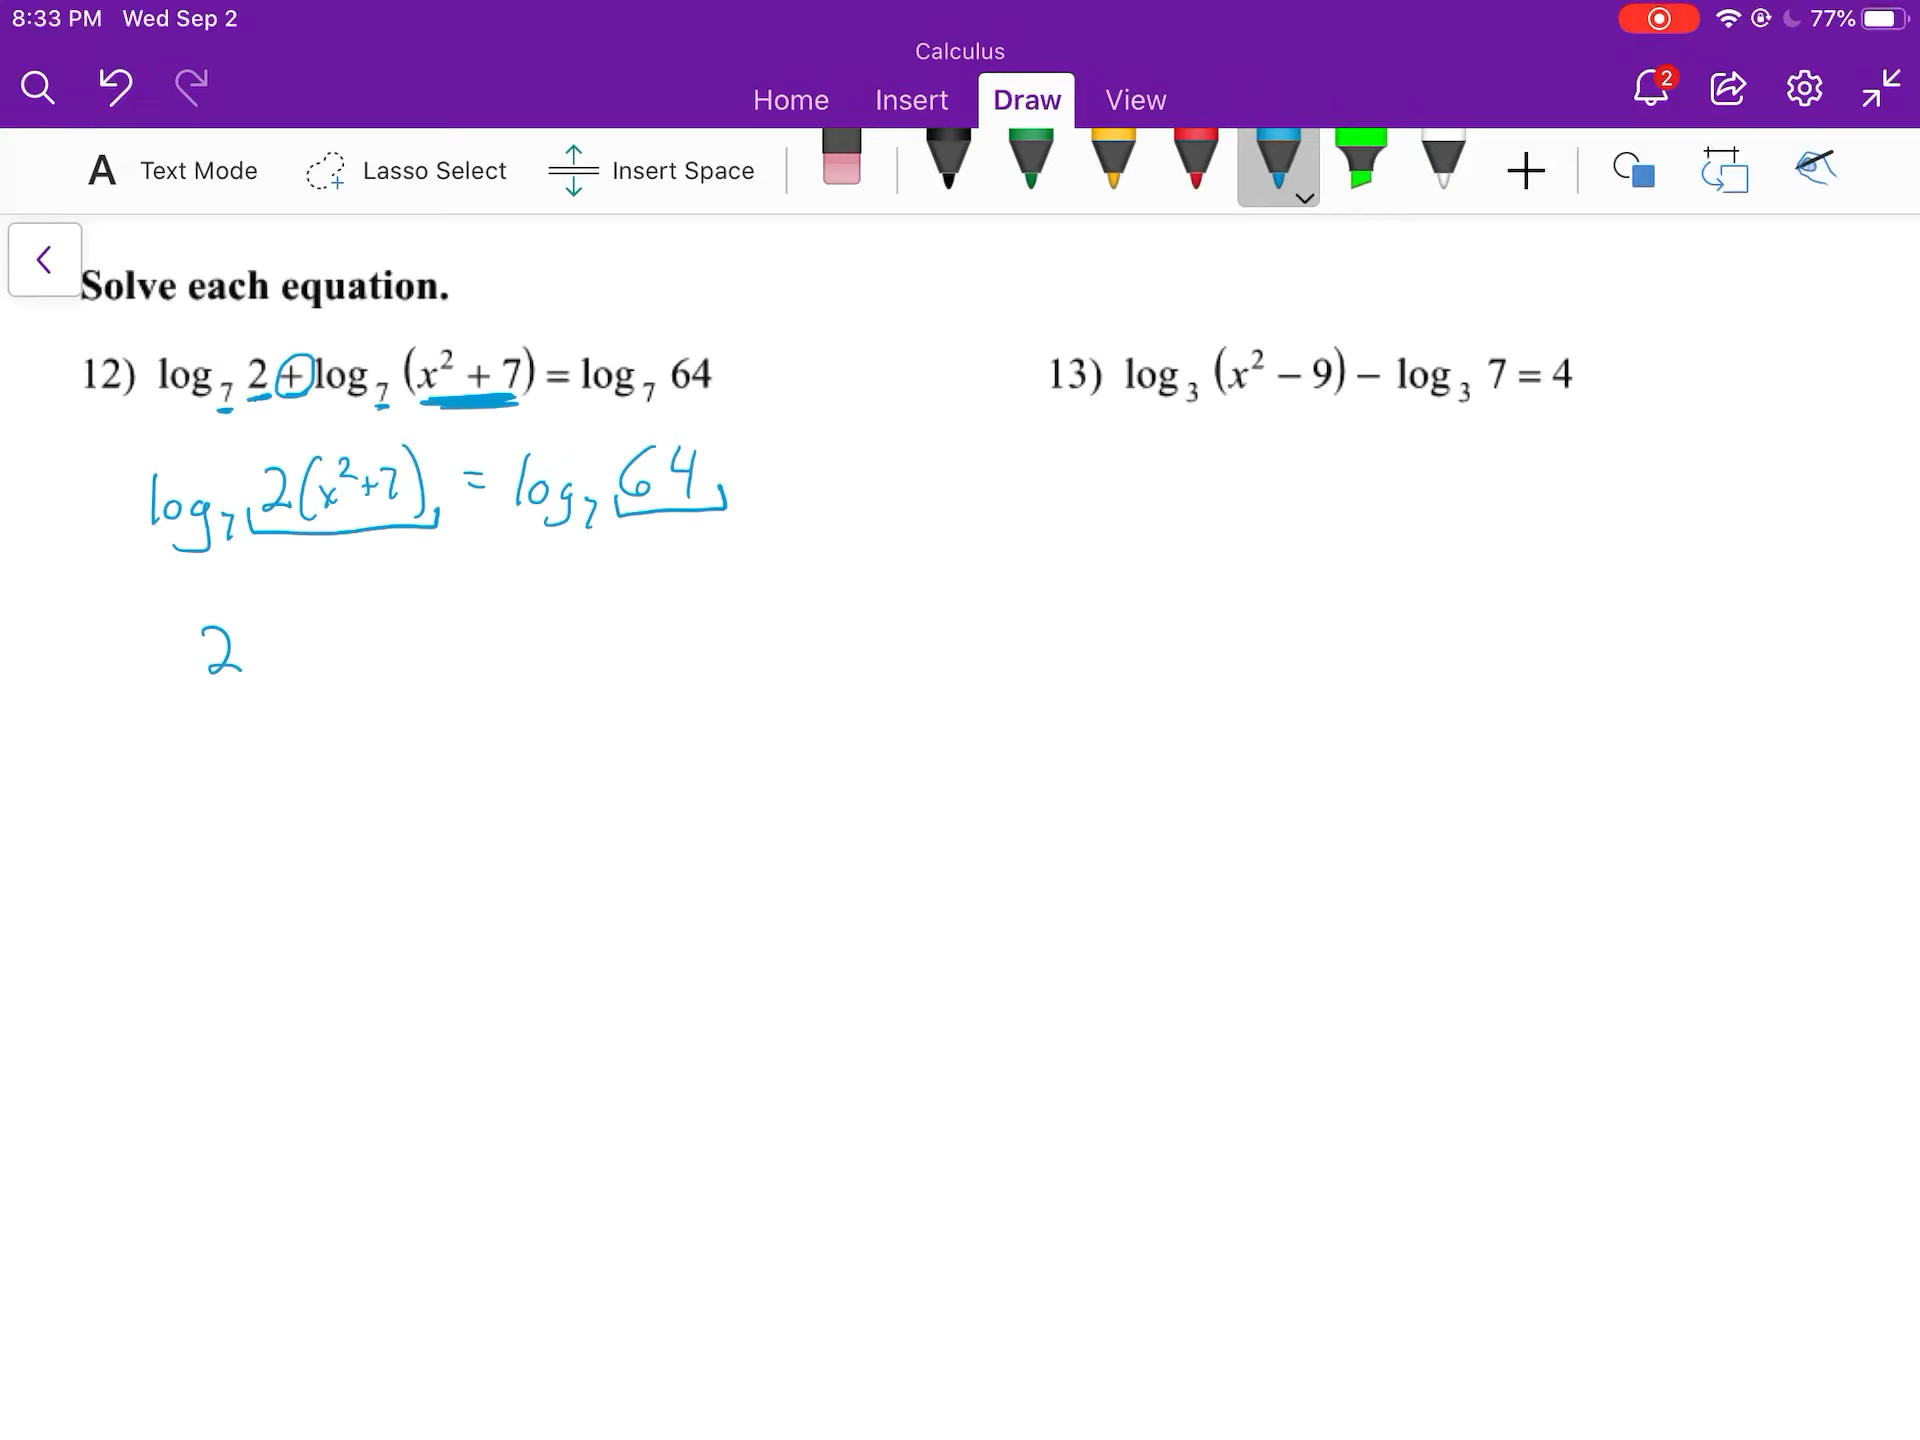 8:33 PM Wed Sep 2
77%
Calculus
Home Insert Draw View
2
A Text Mode Lasso Select Insert Space
Solve each equation.
12) log₇ 2 + log₇ (x² + 7) = log₇ 64
13) log₃ (x² − 9) − log₃ 7 = 4
log₇ 2(x²+7) = log₇ 64
2